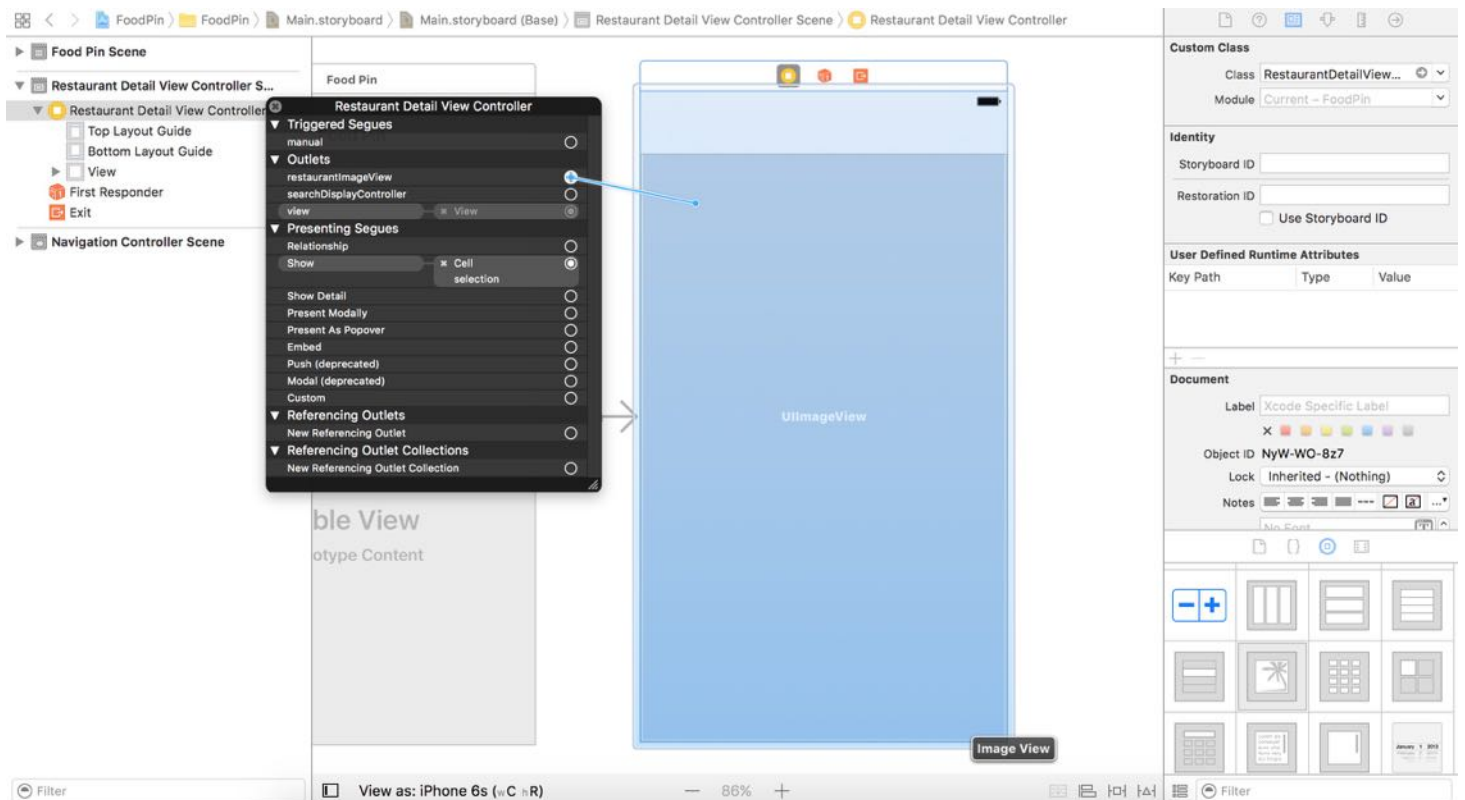 FoodPin FoodPin Main.storyboard Main.storyboard (Base) Restaurant Detail View Controller Scene Restaurant Detail View Controller
Food Pin Scene
Restaurant Detail View Controller S...
Restaurant Detail View Controller
Top Layout Guide
Bottom Layout Guide
View
First Responder
Exit
Navigation Controller Scene
Filter
Food Pin
Restaurant Detail View Controller
Triggered Segues
manual
Outlets
restaurantImageView
searchDisplayController
view View
Presenting Segues
Relationship
Show Cell
selection
Show Detail
Present Modally
Present As Popover
Embed
Push (deprecated)
Modal (deprecated)
Custom
Referencing Outlets
New Referencing Outlet
Referencing Outlet Collections
New Referencing Outlet Collection
ble View
otype Content
UIImageView
Image View
View as: iPhone 6s (wC hR)
86%
Custom Class
Class RestaurantDetailView...
Module Current – FoodPin
Identity
Storyboard ID
Restoration ID
Use Storyboard ID
User Defined Runtime Attributes
Key Path Type Value
Document
Label Xcode Specific Label
Object ID NyW-WO-8z7
Lock Inherited - (Nothing)
Notes
No Font
Filter